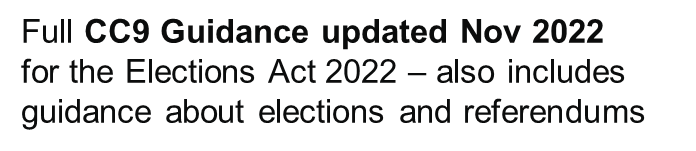 Full CC9 Guidance updated Nov 2022
for the Elections Act 2022 – also includes
guidance about elections and referendums